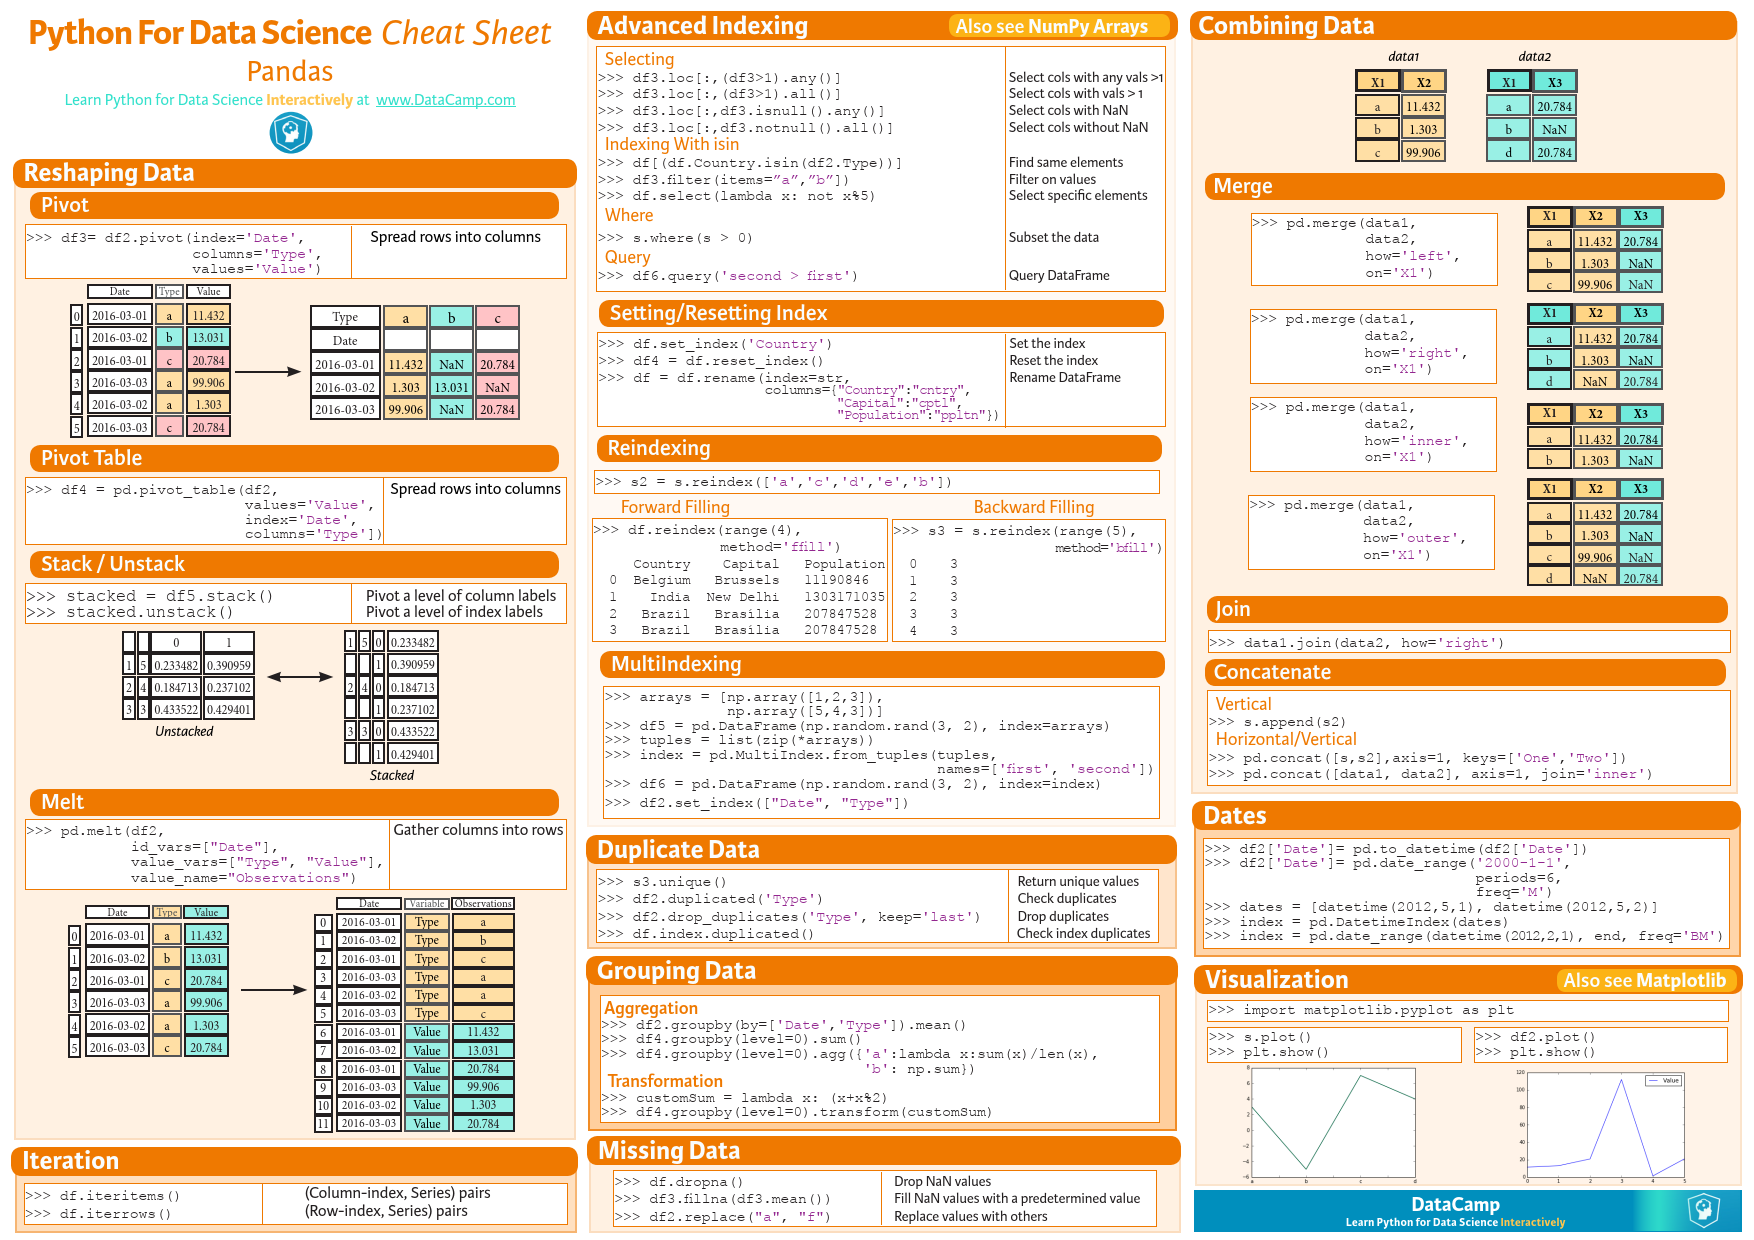 Python For Data Science Cheat Sheet
Pandas
Learn Python for Data Science Interactively at www.DataCamp.com
Reshaping Data
Pivot
>>> df3= df2.pivot(index='Date', Spread rows into columns
columns='Type',
values='Value')
Date Type Value
0 2016-03-01 a 11.432
1 2016-03-02 b 13.031
2 2016-03-01 c 20.784
3 2016-03-03 a 99.906
4 2016-03-02 a 1.303
5 2016-03-03 c 20.784
Type a b c
Date
2016-03-01 11.432 NaN 20.784
2016-03-02 1.303 13.031 NaN
2016-03-03 99.906 NaN 20.784
Pivot Table
>>> df4 = pd.pivot_table(df2, Spread rows into columns
values='Value',
index='Date',
columns='Type'])
Stack / Unstack
>>> stacked = df5.stack() Pivot a level of column labels
>>> stacked.unstack() Pivot a level of index labels
0 1
1 5 0.233482 0.390959
2 4 0.184713 0.237102
3 3 0.433522 0.429401
Unstacked
1 5 0 0.233482
1 0.390959
2 4 0 0.184713
1 0.237102
3 3 0 0.433522
1 0.429401
Stacked
Melt
>>> pd.melt(df2, Gather columns into rows
id_vars=["Date"],
value_vars=["Type", "Value"],
value_name="Observations")
Date Type Value
0 2016-03-01 a 11.432
1 2016-03-02 b 13.031
2 2016-03-01 c 20.784
3 2016-03-03 a 99.906
4 2016-03-02 a 1.303
5 2016-03-03 c 20.784
Date Variable Observations
0 2016-03-01 Type a
1 2016-03-02 Type b
2 2016-03-01 Type c
3 2016-03-03 Type a
4 2016-03-02 Type a
5 2016-03-03 Type c
6 2016-03-01 Value 11.432
7 2016-03-02 Value 13.031
8 2016-03-01 Value 20.784
9 2016-03-03 Value 99.906
10 2016-03-02 Value 1.303
11 2016-03-03 Value 20.784
Iteration
>>> df.iteritems() (Column-index, Series) pairs
>>> df.iterrows() (Row-index, Series) pairs
Advanced Indexing Also see NumPy Arrays
Selecting
>>> df3.loc[:,(df3>1).any()] Select cols with any vals >1
>>> df3.loc[:,(df3>1).all()] Select cols with vals > 1
>>> df3.loc[:,df3.isnull().any()] Select cols with NaN
>>> df3.loc[:,df3.notnull().all()] Select cols without NaN
Indexing With isin
>>> df[(df.Country.isin(df2.Type))] Find same elements
>>> df3.filter(items=”a”,”b”]) Filter on values
>>> df.select(lambda x: not x%5) Select specific elements
Where
>>> s.where(s > 0) Subset the data
Query
>>> df6.query('second > first') Query DataFrame
Setting/Resetting Index
>>> df.set_index('Country') Set the index
>>> df4 = df.reset_index() Reset the index
>>> df = df.rename(index=str, Rename DataFrame
columns={"Country":"cntry",
"Capital":"cptl",
"Population":"ppltn"})
Reindexing
>>> s2 = s.reindex(['a','c','d','e','b'])
Forward Filling
>>> df.reindex(range(4),
method='ffill')
Country Capital Population
0 Belgium Brussels 11190846
1 India New Delhi 1303171035
2 Brazil Brasília 207847528
3 Brazil Brasília 207847528
Backward Filling
>>> s3 = s.reindex(range(5),
method='bfill')
0 3
1 3
2 3
3 3
4 3
MultiIndexing
>>> arrays = [np.array([1,2,3]),
np.array([5,4,3])]
>>> df5 = pd.DataFrame(np.random.rand(3, 2), index=arrays)
>>> tuples = list(zip(*arrays))
>>> index = pd.MultiIndex.from_tuples(tuples,
names=['first', 'second'])
>>> df6 = pd.DataFrame(np.random.rand(3, 2), index=index)
>>> df2.set_index(["Date", "Type"])
Duplicate Data
>>> s3.unique() Return unique values
>>> df2.duplicated('Type') Check duplicates
>>> df2.drop_duplicates('Type', keep='last') Drop duplicates
>>> df.index.duplicated() Check index duplicates
Grouping Data
Aggregation
>>> df2.groupby(by=['Date','Type']).mean()
>>> df4.groupby(level=0).sum()
>>> df4.groupby(level=0).agg({'a':lambda x:sum(x)/len(x),
'b': np.sum})
Transformation
>>> customSum = lambda x: (x+x%2)
>>> df4.groupby(level=0).transform(customSum)
Missing Data
>>> df.dropna() Drop NaN values
>>> df3.fillna(df3.mean()) Fill NaN values with a predetermined value
>>> df2.replace("a", "f") Replace values with others
Combining Data
data1
X1 X2
a 11.432
b 1.303
c 99.906
data2
X1 X3
a 20.784
b NaN
d 20.784
Merge
>>> pd.merge(data1,
data2,
how='left',
on='X1')
X1 X2 X3
a 11.432 20.784
b 1.303 NaN
c 99.906 NaN
>>> pd.merge(data1,
data2,
how='right',
on='X1')
X1 X2 X3
a 11.432 20.784
b 1.303 NaN
d NaN 20.784
>>> pd.merge(data1,
data2,
how='inner',
on='X1')
X1 X2 X3
a 11.432 20.784
b 1.303 NaN
>>> pd.merge(data1,
data2,
how='outer',
on='X1')
X1 X2 X3
a 11.432 20.784
b 1.303 NaN
c 99.906 NaN
d NaN 20.784
Join
>>> data1.join(data2, how='right')
Concatenate
Vertical
>>> s.append(s2)
Horizontal/Vertical
>>> pd.concat([s,s2],axis=1, keys=['One','Two'])
>>> pd.concat([data1, data2], axis=1, join='inner')
Dates
>>> df2['Date']= pd.to_datetime(df2['Date'])
>>> df2['Date']= pd.date_range('2000-1-1',
periods=6,
freq='M')
>>> dates = [datetime(2012,5,1), datetime(2012,5,2)]
>>> index = pd.DatetimeIndex(dates)
>>> index = pd.date_range(datetime(2012,2,1), end, freq='BM')
Visualization Also see Matplotlib
>>> import matplotlib.pyplot as plt
>>> s.plot()
>>> plt.show()
8
6
4
2
0
−2
−4
−6
a b c d
>>> df2.plot()
>>> plt.show()
Value
120
100
80
60
40
20
0
0 1 2 3 4 5
DataCamp
Learn Python for Data Science Interactively